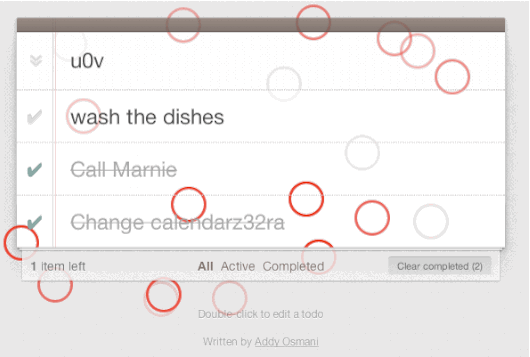 u0v
wash the dishes
Call Marnie
Change calendarz32ra
1 item left All Active Completed Clear completed (2)
Double-click to edit a todo
Written by Addy Osmani